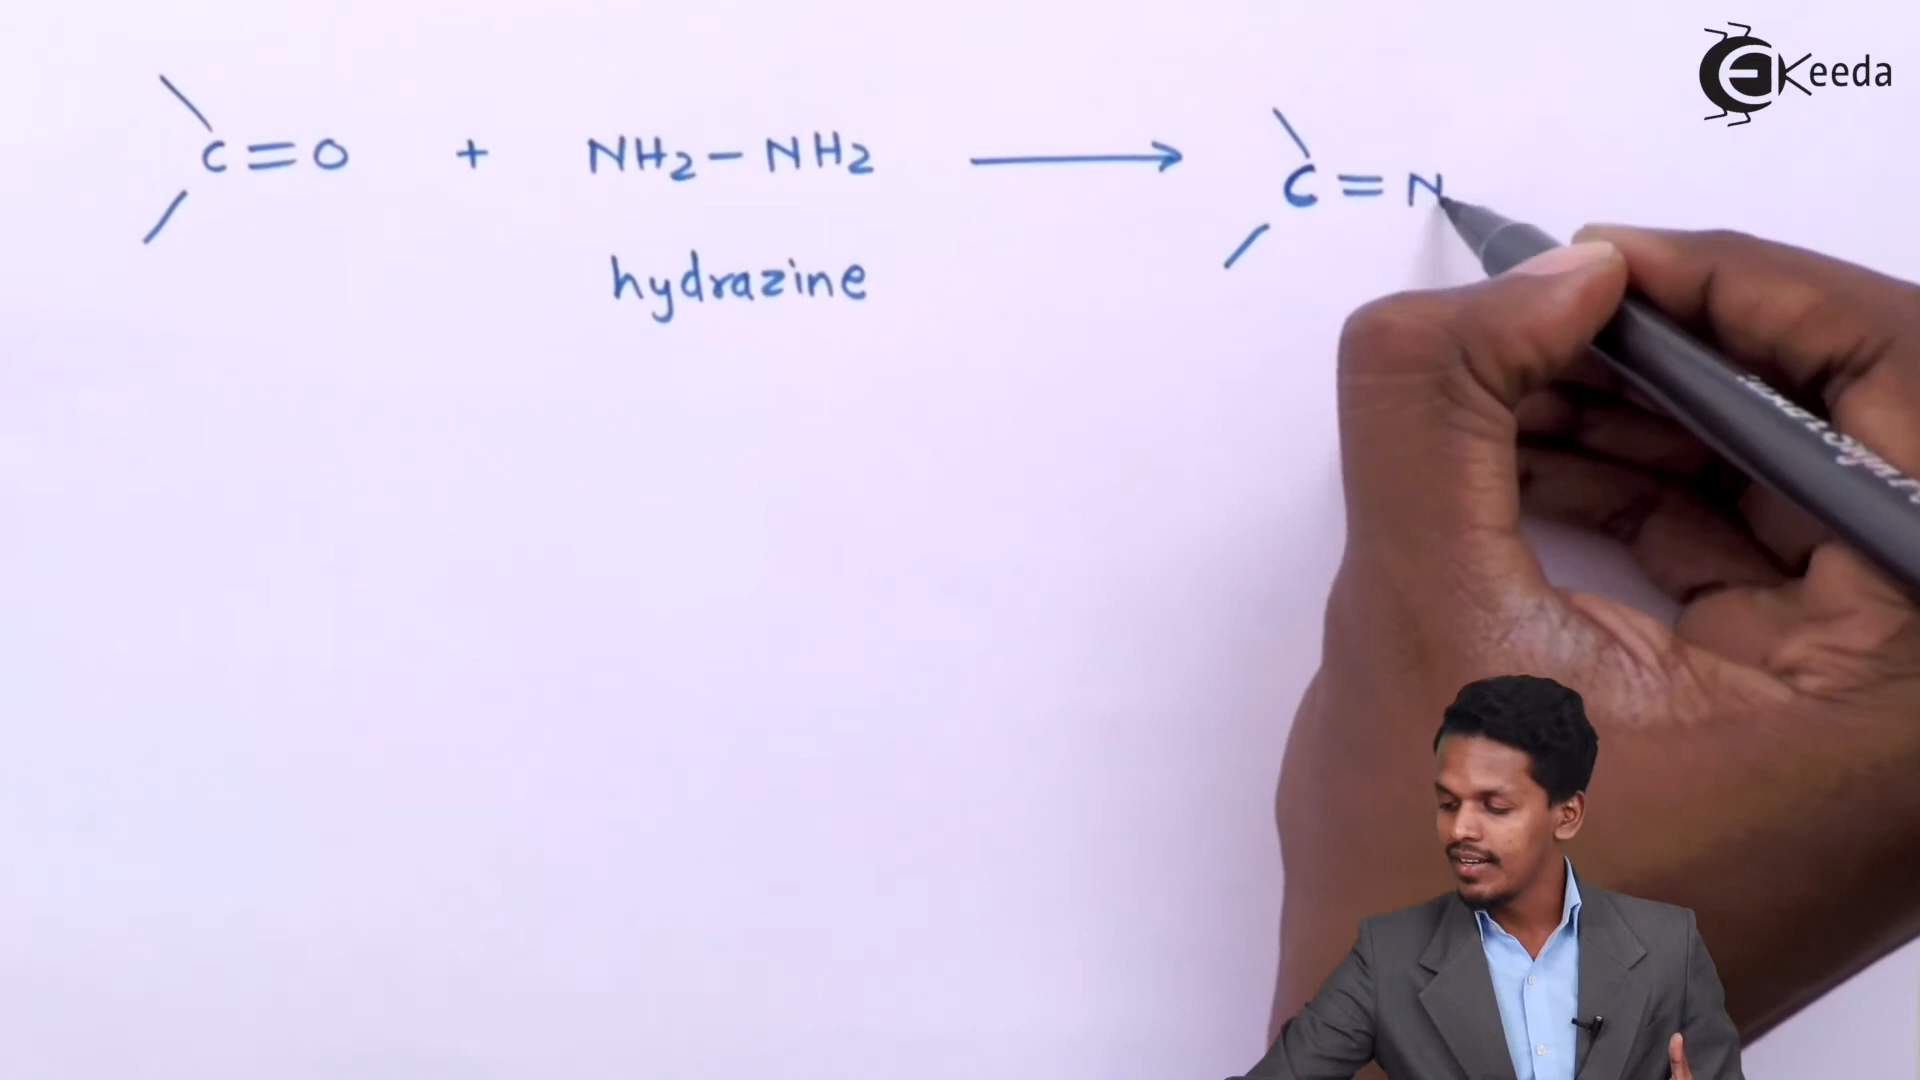 Keeda
C=O + NH2-NH2 ⟶ C=N
hydrazine